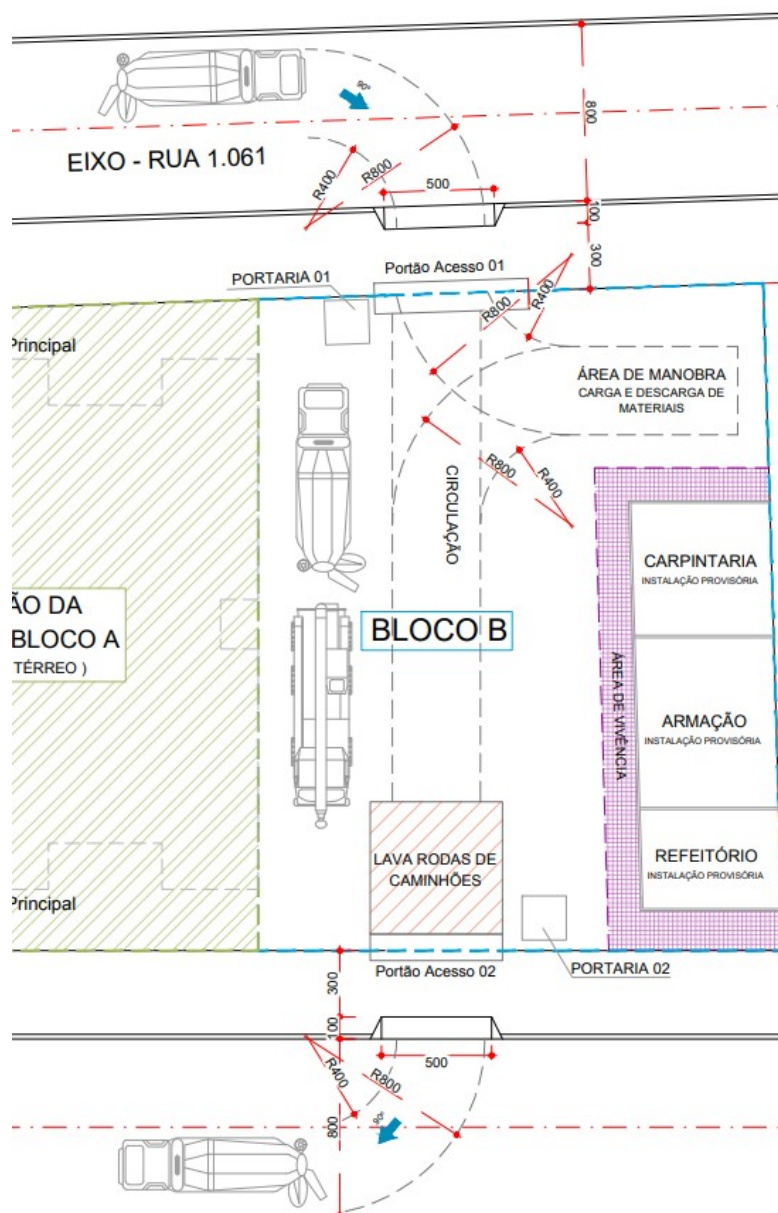 800
90°
EIXO - RUA 1.061
R400
R800
500
100
300
Portão Acesso 01
PORTARIA 01
R800
R400
Principal
ÁREA DE MANOBRA
CARGA E DESCARGA DE
MATERIAIS
R800
R400
CIRCULAÇÃO
CARPINTARIA
INSTALAÇÃO PROVISÓRIA
ÃO DA
BLOCO A
TÉRREO )
BLOCO B
ÁREA DE VIVÊNCIA
ARMAÇÃO
INSTALAÇÃO PROVISÓRIA
LAVA RODAS DE
CAMINHÕES
REFEITÓRIO
INSTALAÇÃO PROVISÓRIA
Principal
PORTARIA 02
Portão Acesso 02
300
100
500
R400
R800
90°
800